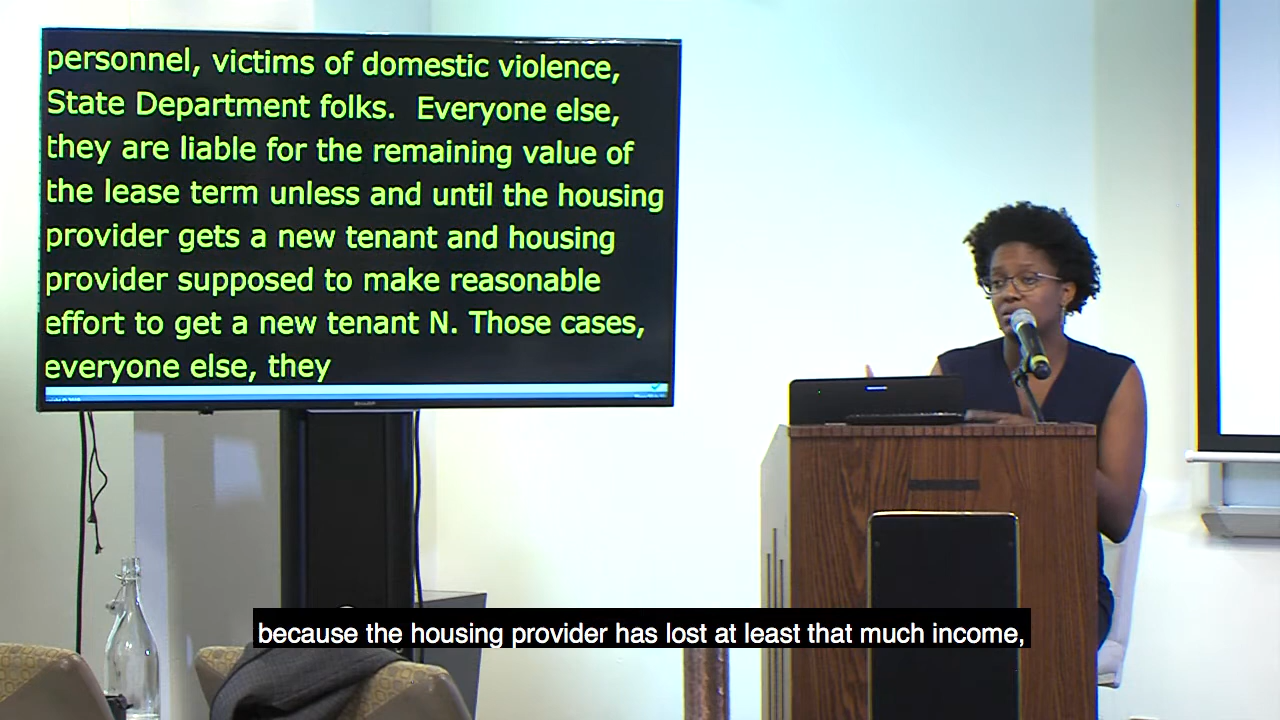 personnel, victims of domestic violence,
State Department folks.  Everyone else,
they are liable for the remaining value of
the lease term unless and until the housing
provider gets a new tenant and housing
provider supposed to make reasonable
effort to get a new tenant N. Those cases,
everyone else, they
because the housing provider has lost at least that much income,